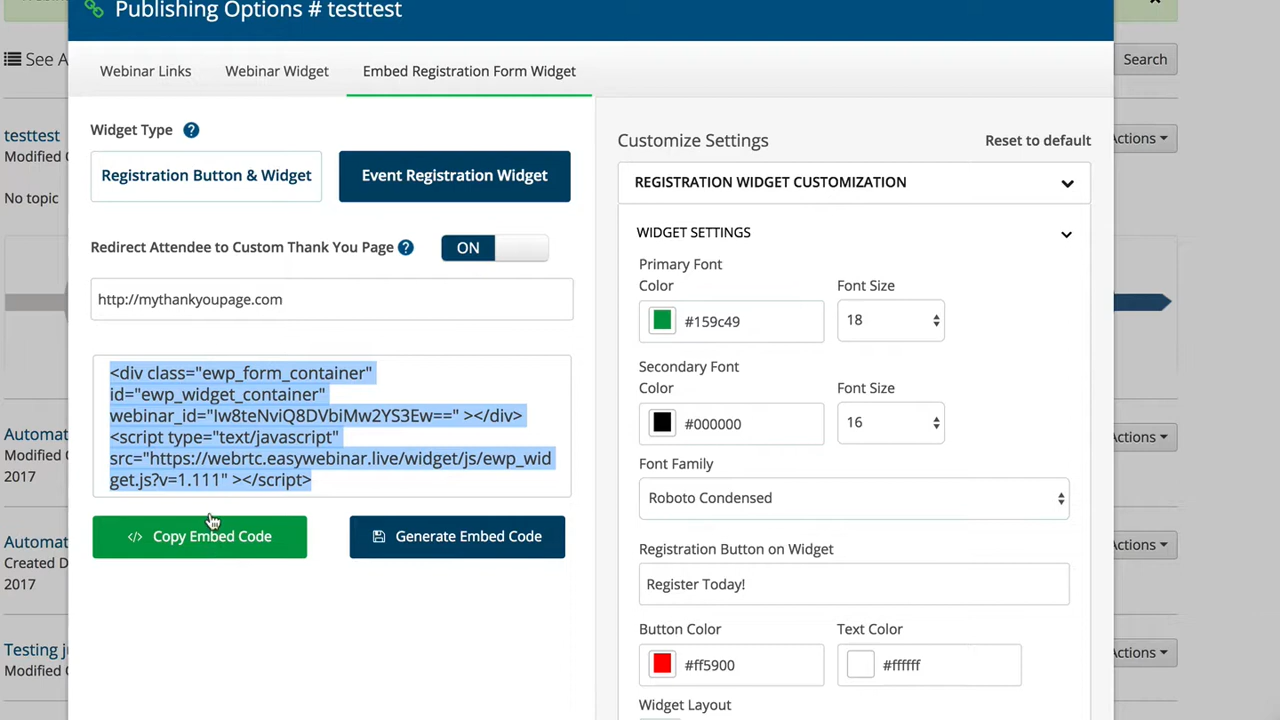 Publishing Options # testtest
See A
Search
Webinar Links
Webinar Widget
Embed Registration Form Widget
testtest
Modified
No topic
ctions
Widget Type ?
Registration Button & Widget
Event Registration Widget
Redirect Attendee to Custom Thank You Page ?
ON
http://mythankyoupage.com
<div class="ewp_form_container"
id="ewp_widget_container"
webinar_id="Iw8teNviQ8DVbiMw2YS3Ew==" ></div>
<script type="text/javascript"
src="https://webrtc.easywebinar.live/widget/js/ewp_wid
get.js?v=1.111" ></script>
</> Copy Embed Code
Generate Embed Code
Customize Settings
Reset to default
REGISTRATION WIDGET CUSTOMIZATION
WIDGET SETTINGS
Primary Font
Color
Font Size
#159c49
18
Secondary Font
Color
Font Size
#000000
16
Font Family
Roboto Condensed
Registration Button on Widget
Register Today!
Button Color
Text Color
#ff5900
#ffffff
Widget Layout
Automat
Modified
2017
ctions
Automat
Created D
2017
ctions
Testing j
Modified
ctions